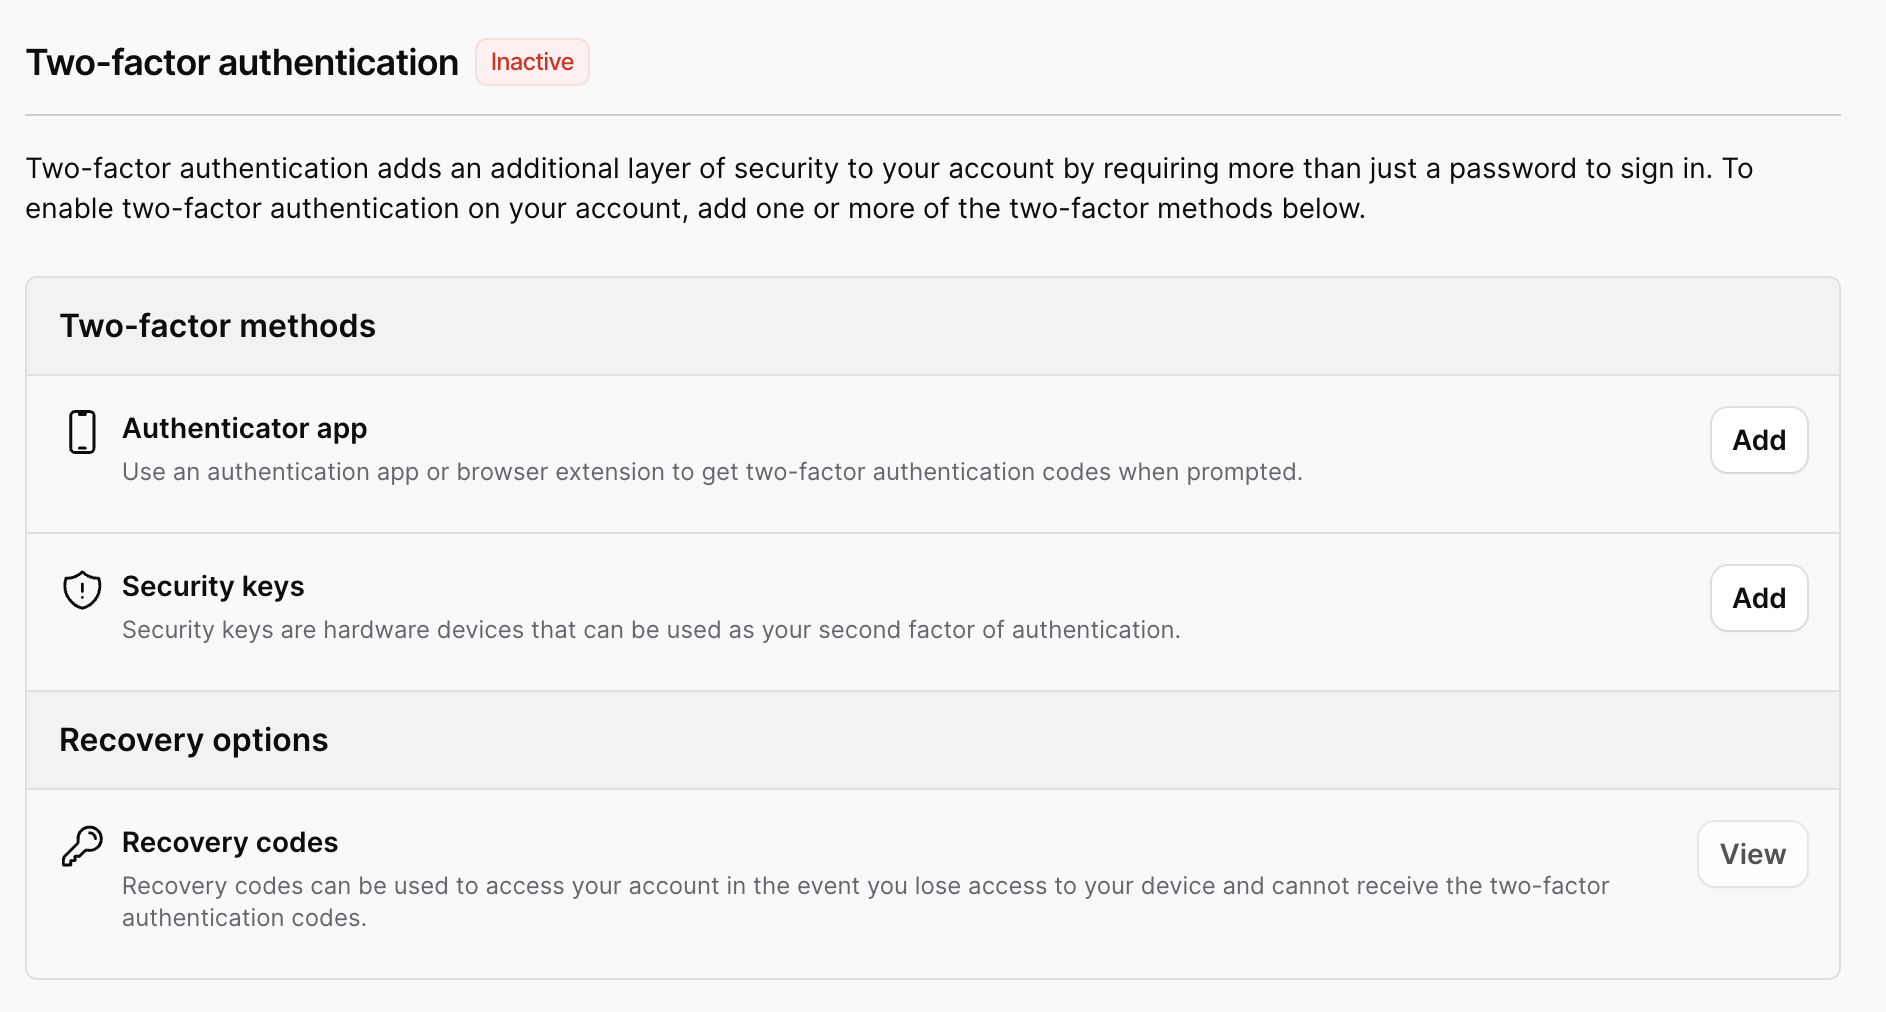 Two-factor authentication Inactive
Two-factor authentication adds an additional layer of security to your account by requiring more than just a password to sign in. To
enable two-factor authentication on your account, add one or more of the two-factor methods below.
Two-factor methods
Authenticator app
Use an authentication app or browser extension to get two-factor authentication codes when prompted.
Add
Security keys
Security keys are hardware devices that can be used as your second factor of authentication.
Add
Recovery options
Recovery codes
Recovery codes can be used to access your account in the event you lose access to your device and cannot receive the two-factor
authentication codes.
View